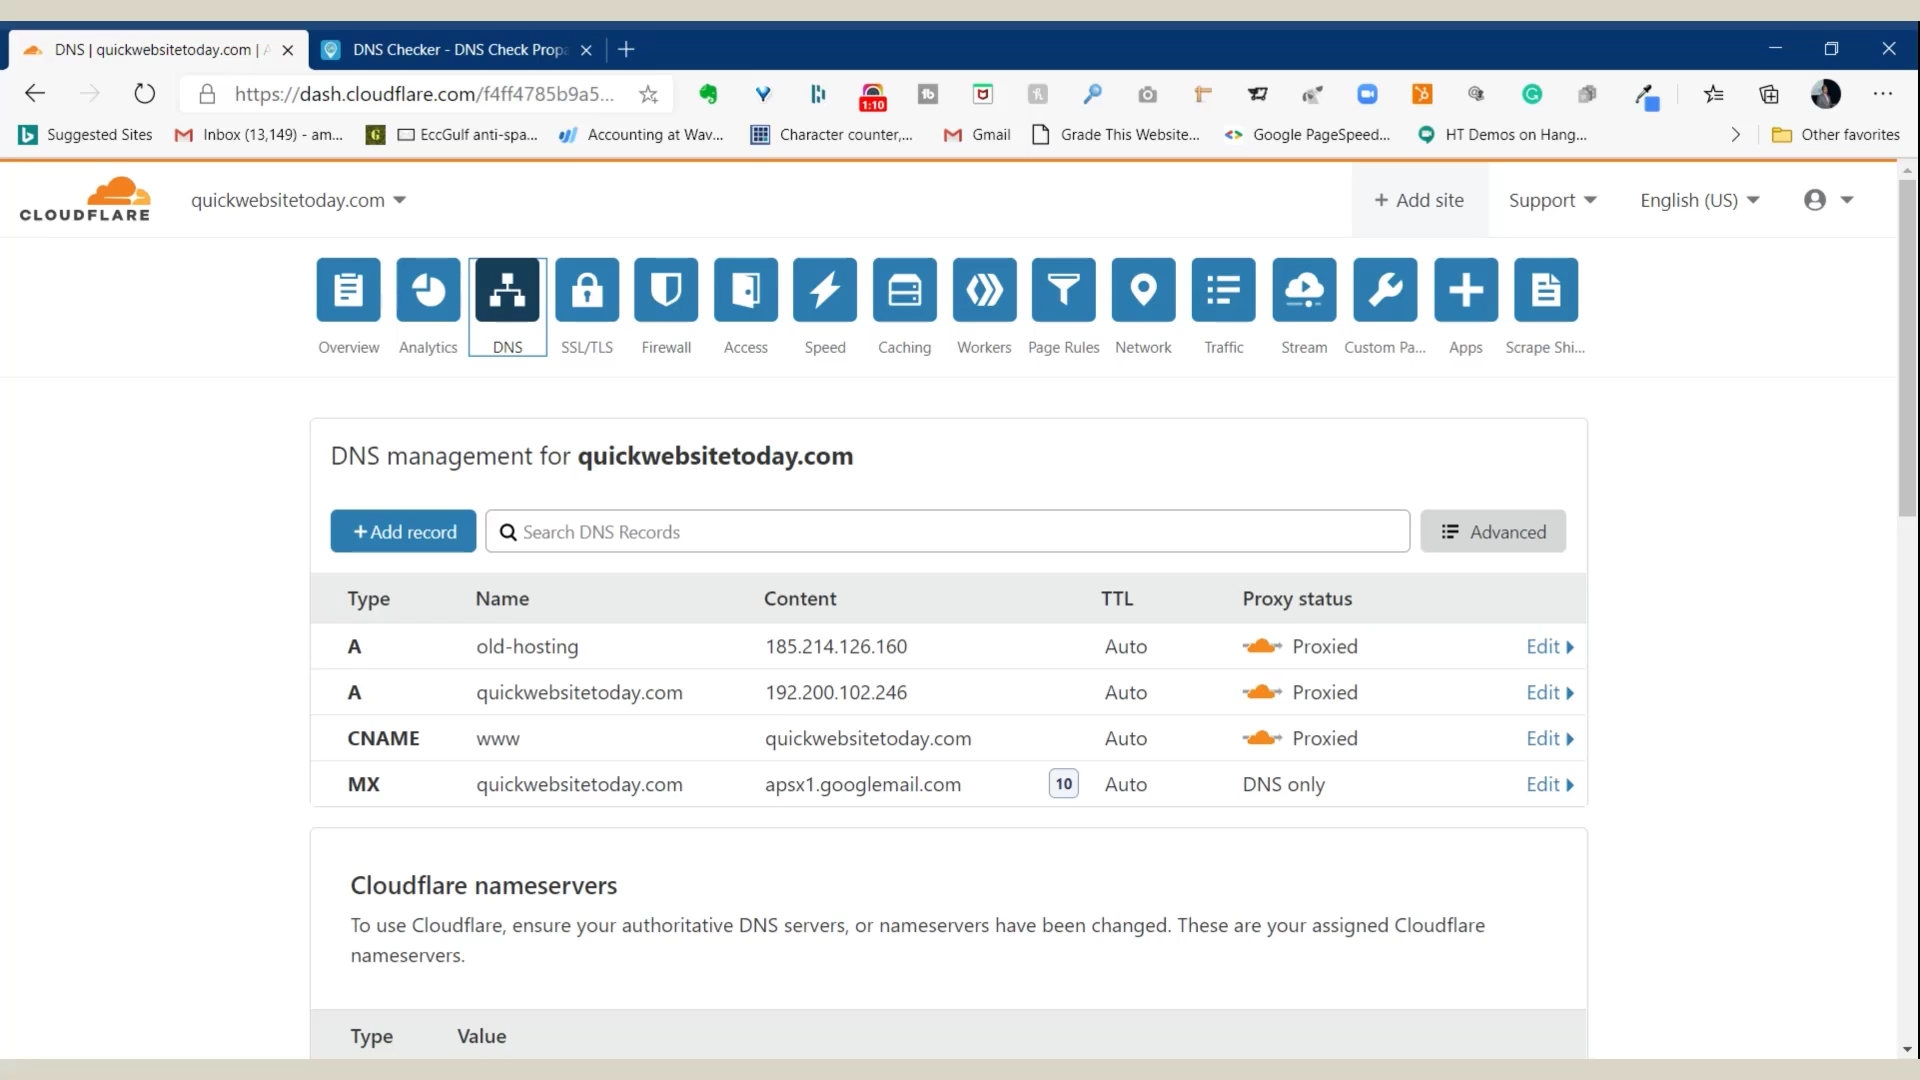 DNS | quickwebsitetoday.com | A
DNS Checker - DNS Check Propa
https://dash.cloudflare.com/f4ff4785b9a5...
1:10
Suggested Sites
Inbox (13,149) - am...
EccGulf anti-spa...
Accounting at Wav...
Character counter,...
Gmail
Grade This Website...
Google PageSpeed...
HT Demos on Hang...
Other favorites
CLOUDFLARE
quickwebsitetoday.com
+ Add site
Support
English (US)
Overview
Analytics
DNS
SSL/TLS
Firewall
Access
Speed
Caching
Workers
Page Rules
Network
Traffic
Stream
Custom Pa...
Apps
Scrape Shi...
DNS management for quickwebsitetoday.com
+Add record
Search DNS Records
Advanced
Type Name Content TTL Proxy status
A old-hosting 185.214.126.160 Auto Proxied Edit
A quickwebsitetoday.com 192.200.102.246 Auto Proxied Edit
CNAME www quickwebsitetoday.com Auto Proxied Edit
MX quickwebsitetoday.com apsx1.googlemail.com 10 Auto DNS only Edit
Cloudflare nameservers
To use Cloudflare, ensure your authoritative DNS servers, or nameservers have been changed. These are your assigned Cloudflare
nameservers.
Type Value